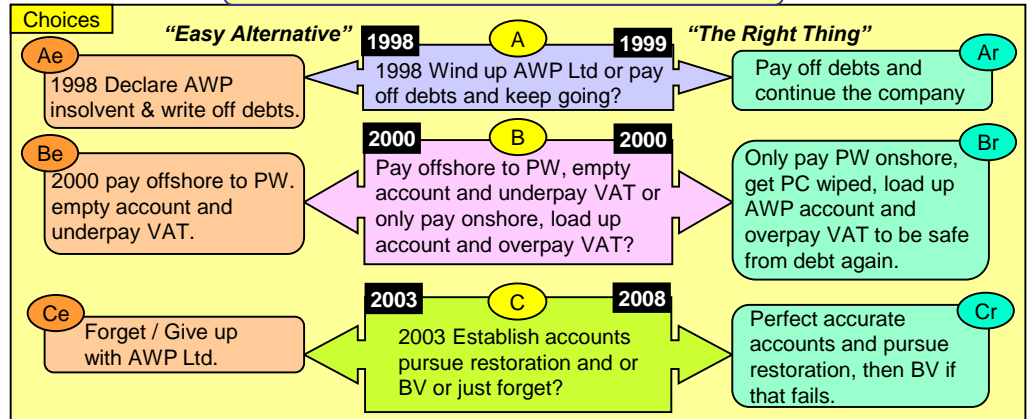 Choices
"Easy Alternative"
"The Right Thing"
1998
A
1999
Ae
1998 Declare AWP
insolvent & write off debts.
1998 Wind up AWP Ltd or pay
off debts and keep going?
Ar
Pay off debts and
continue the company
2000
B
2000
Be
2000 pay offshore to PW.
empty account and
underpay VAT.
Pay offshore to PW, empty
account and underpay VAT or
only pay onshore, load up
account and overpay VAT?
Br
Only pay PW onshore,
get PC wiped, load up
AWP account and
overpay VAT to be safe
from debt again.
2003
C
2008
Ce
Forget / Give up
with AWP Ltd.
2003 Establish accounts
pursue restoration and or
BV or just forget?
Cr
Perfect accurate
accounts and pursue
restoration, then BV if
that fails.